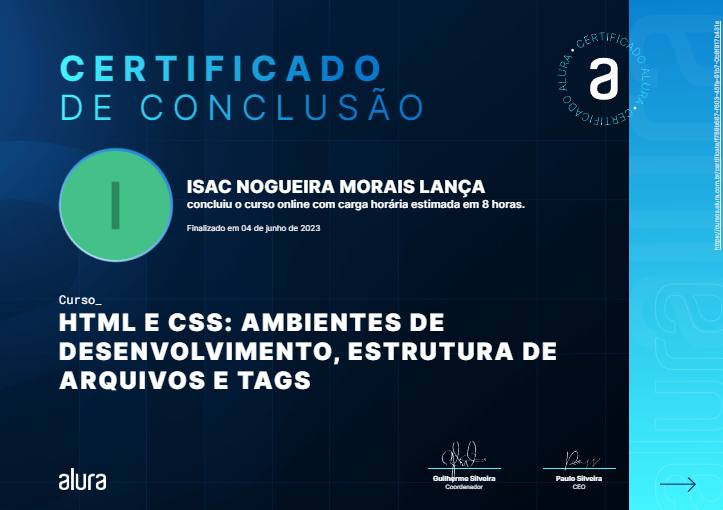 CERTIFICADO
DE CONCLUSÃO
CERTIFICADO ALURA • CERTIFICADO ALURA •
a
I
ISAC NOGUEIRA MORAIS LANÇA
concluiu o curso online com carga horária estimada em 8 horas.
Finalizado em 04 de junho de 2023
Curso_
HTML E CSS: AMBIENTES DE
DESENVOLVIMENTO, ESTRUTURA DE
ARQUIVOS E TAGS
alura
Guilherme Silveira
Coordenador
Paulo Silveira
CEO
alura